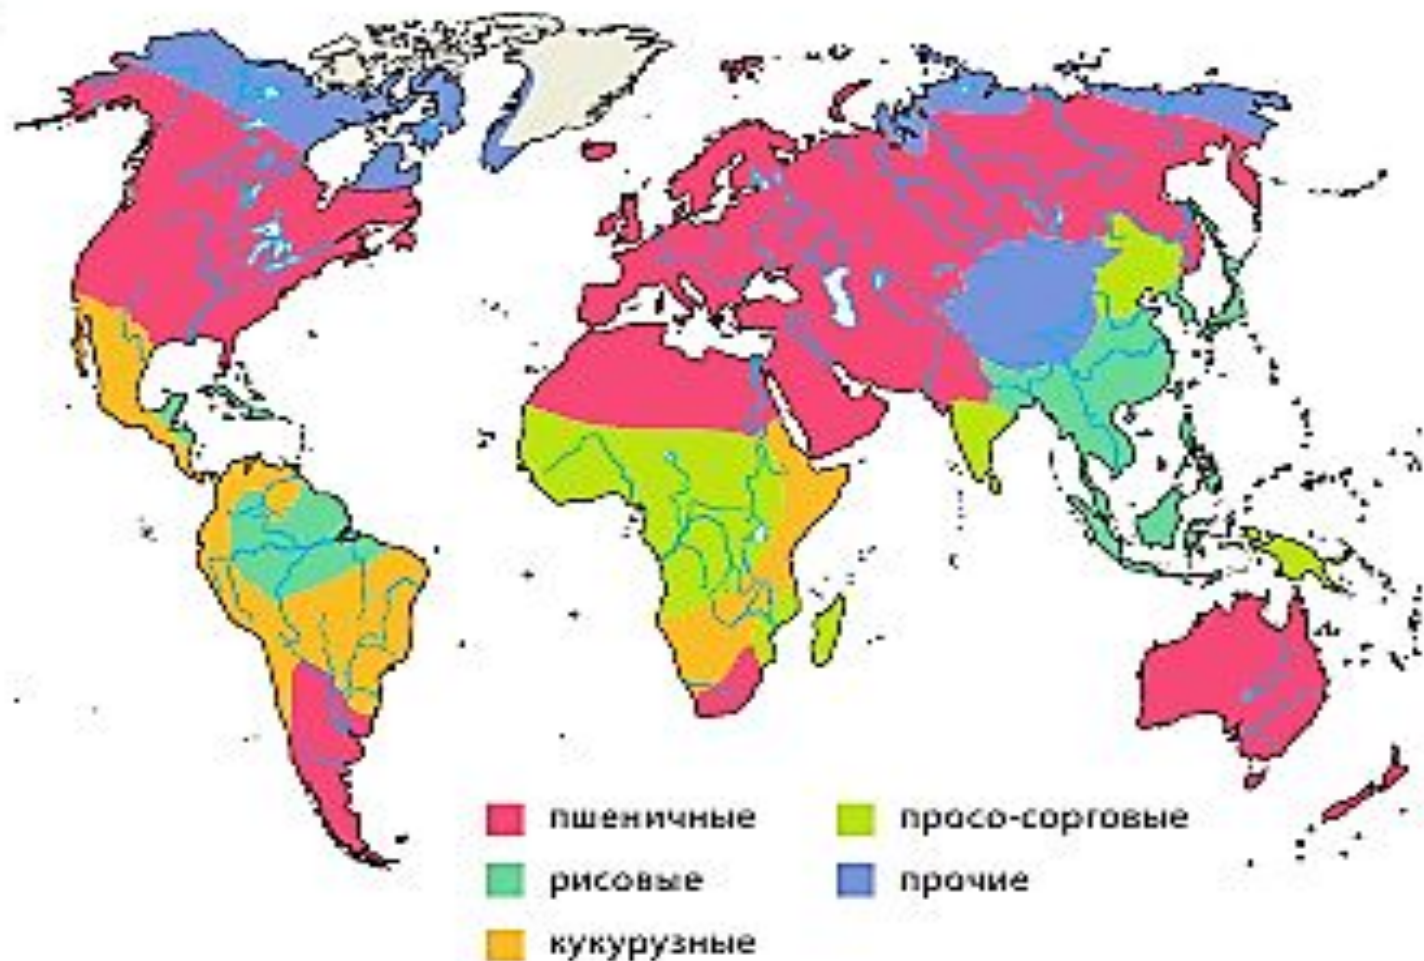 пшеничные
рисовые
кукурузные
просо-сорговые
прочие